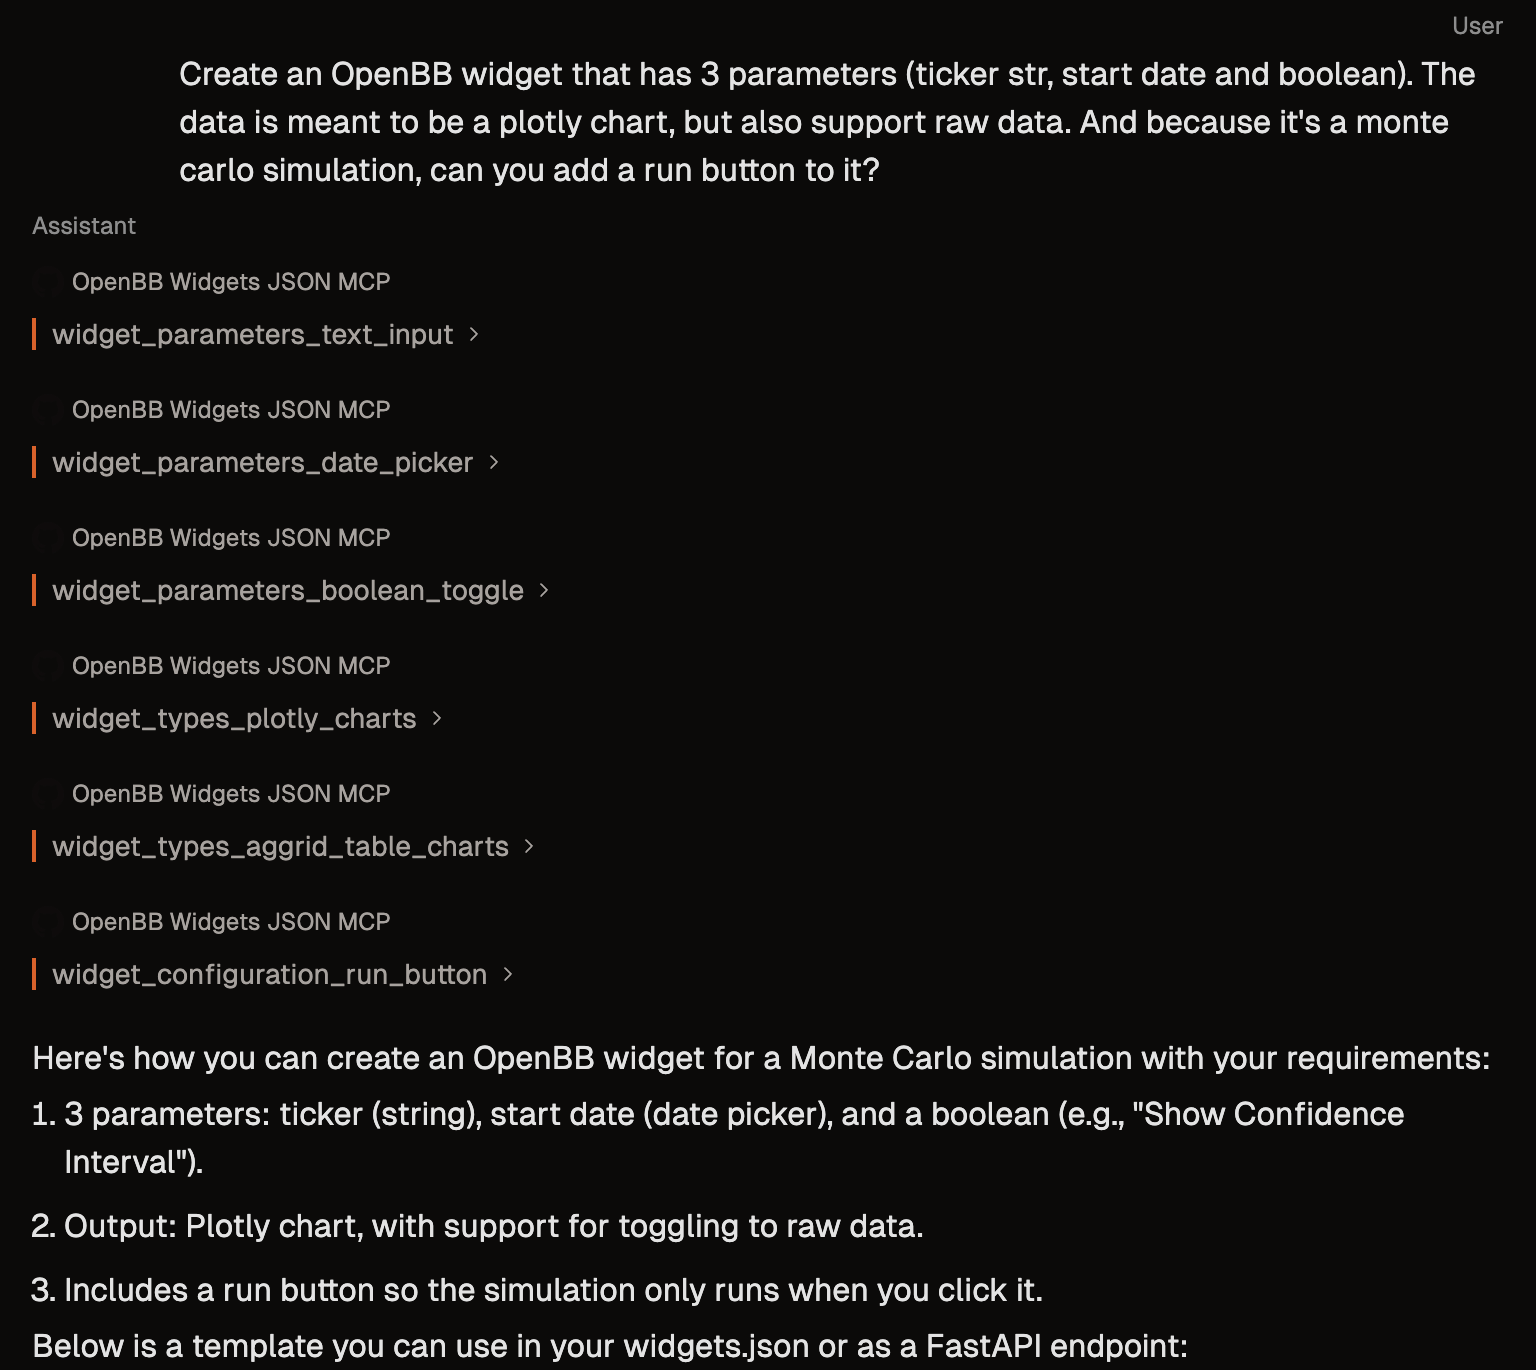 User
Create an OpenBB widget that has 3 parameters (ticker str, start date and boolean). The
data is meant to be a plotly chart, but also support raw data. And because it's a monte
carlo simulation, can you add a run button to it?
Assistant
OpenBB Widgets JSON MCP
widget_parameters_text_input
OpenBB Widgets JSON MCP
widget_parameters_date_picker
OpenBB Widgets JSON MCP
widget_parameters_boolean_toggle
OpenBB Widgets JSON MCP
widget_types_plotly_charts
OpenBB Widgets JSON MCP
widget_types_aggrid_table_charts
OpenBB Widgets JSON MCP
widget_configuration_run_button
Here's how you can create an OpenBB widget for a Monte Carlo simulation with your requirements:
1. 3 parameters: ticker (string), start date (date picker), and a boolean (e.g., "Show Confidence
Interval").
2. Output: Plotly chart, with support for toggling to raw data.
3. Includes a run button so the simulation only runs when you click it.
Below is a template you can use in your widgets.json or as a FastAPI endpoint: